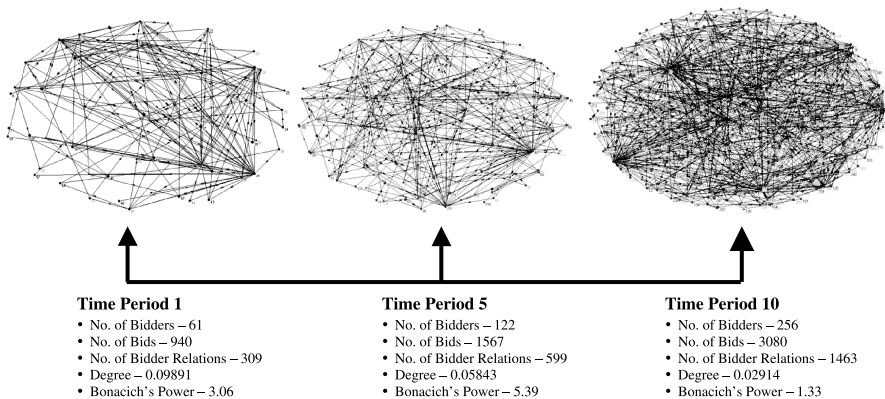 Time Period 1
• No. of Bidders – 61
• No. of Bids – 940
• No. of Bidder Relations – 309
• Degree – 0.09891
• Bonacich's Power – 3.06
Time Period 5
• No. of Bidders – 122
• No. of Bids – 1567
• No. of Bidder Relations – 599
• Degree – 0.05843
• Bonacich's Power – 5.39
Time Period 10
• No. of Bidders – 256
• No. of Bids – 3080
• No. of Bidder Relations – 1463
• Degree – 0.02914
• Bonacich's Power – 1.33